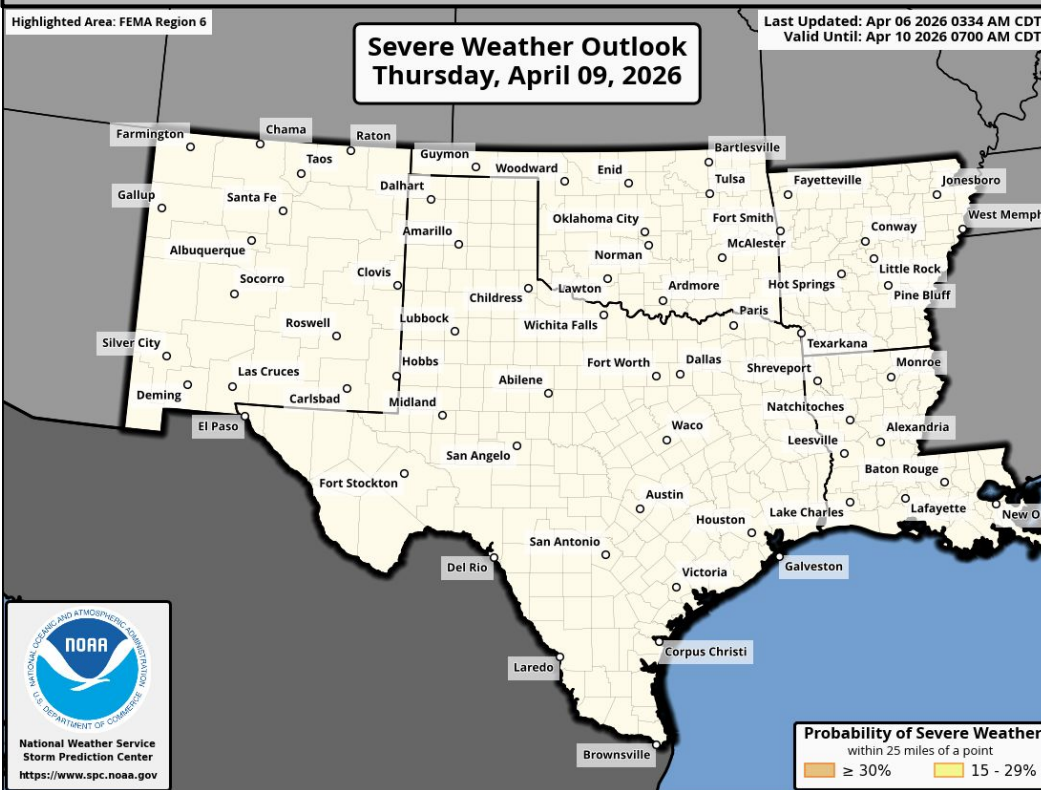 Highlighted Area: FEMA Region 6
Severe Weather Outlook
Thursday, April 09, 2026
Last Updated: Apr 06 2026 0334 AM CDT
Valid Until: Apr 10 2026 0700 AM CDT
Farmington
Chama
Raton
Taos
Guymon
Woodward
Enid
Bartlesville
Tulsa
Fayetteville
Jonesboro
Gallup
Santa Fe
Dalhart
Oklahoma City
Fort Smith
West Memph
Albuquerque
Amarillo
Norman
McAlester
Conway
Socorro
Clovis
Childress
Lawton
Ardmore
Hot Springs
Little Rock
Pine Bluff
Roswell
Lubbock
Wichita Falls
Paris
Texarkana
Silver City
Las Cruces
Hobbs
Abilene
Fort Worth
Dallas
Shreveport
Monroe
Deming
Carlsbad
Midland
El Paso
Natchitoches
Waco
Alexandria
San Angelo
Leesville
Fort Stockton
Baton Rouge
Austin
Houston
Lake Charles
Lafayette
New O
San Antonio
Del Rio
Victoria
Galveston
Laredo
Corpus Christi
Brownsville
NATIONAL OCEANIC AND ATMOSPHERIC ADMINISTRATION
NOAA
U.S. DEPARTMENT OF COMMERCE
National Weather Service
Storm Prediction Center
https://www.spc.noaa.gov
Probability of Severe Weather
within 25 miles of a point
≥ 30%
15 - 29%